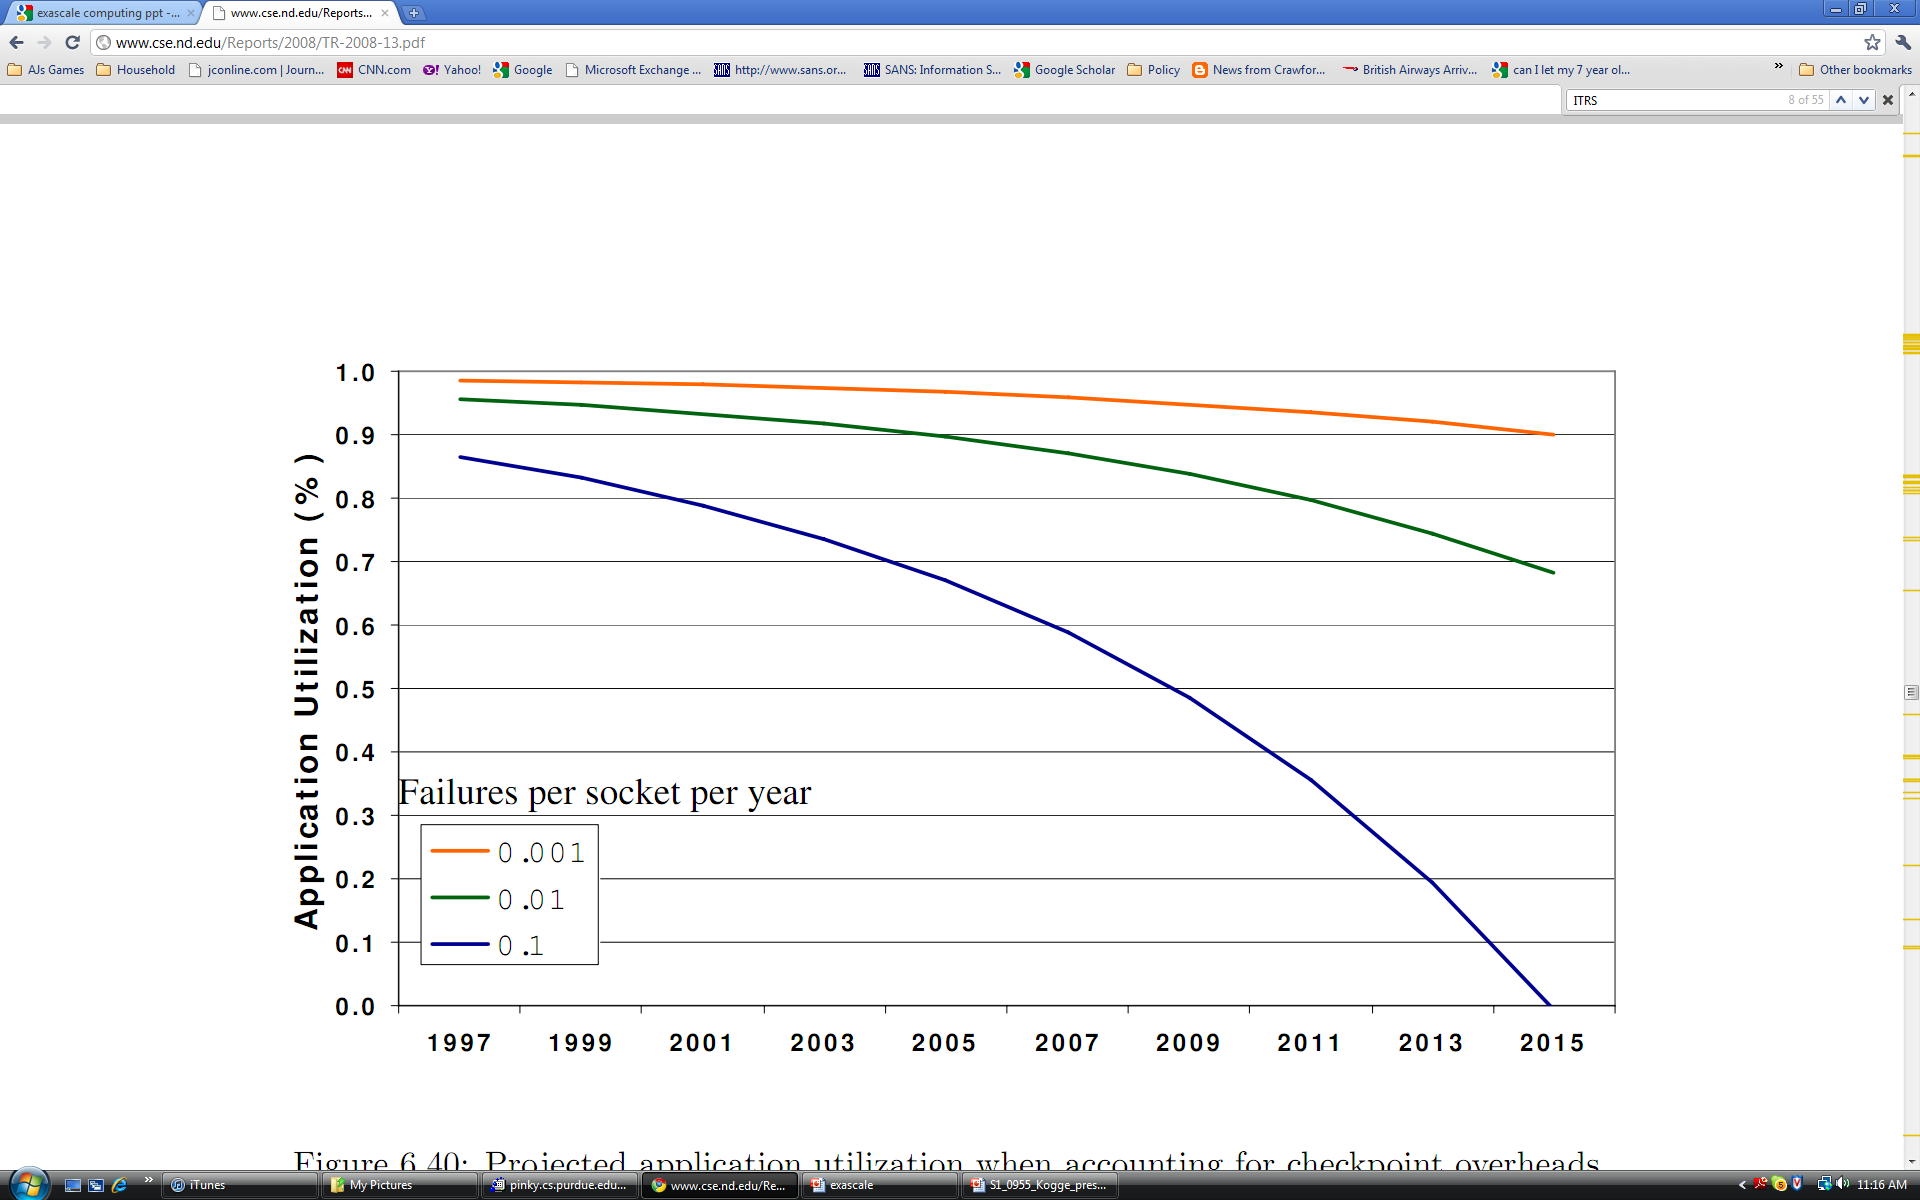 exascale computing ppt -...
www.cse.nd.edu/Reports...
www.cse.nd.edu/Reports/2008/TR-2008-13.pdf
AJs Games Household jconline.com | Journ... CNN.com Yahoo! Google Microsoft Exchange ... http://www.sans.or... SANS: Information S... Google Scholar Policy News from Crawfor... British Airways Arriv... can I let my 7 year ol... » Other bookmarks
ITRS 8 of 55
1.0
0.9
0.8
0.7
0.6
0.5
0.4
0.3
0.2
0.1
0.0
Application Utilization (%)
Failures per socket per year
0.001
0.01
0.1
1997 1999 2001 2003 2005 2007 2009 2011 2013 2015
Figure 6.40: Projected application utilization when accounting for checkpoint overheads
» iTunes My Pictures pinky.cs.purdue.edu... www.cse.nd.edu/Re... exascale S1_0955_Kogge_pres... 11:16 AM